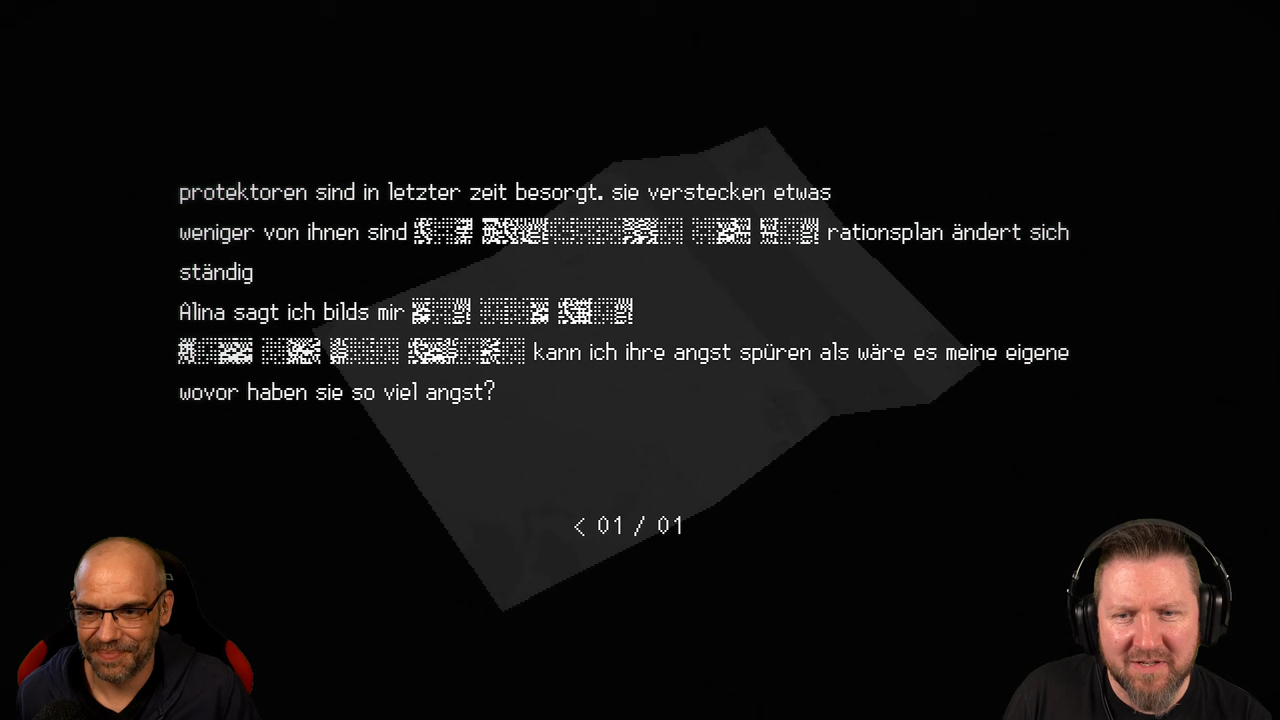 protektoren sind in letzter zeit besorgt. sie verstecken etwas
weniger von ihnen sind rationsplan ändert sich
ständig
Alina sagt ich bilds mir
kann ich ihre angst spüren als wäre es meine eigene
wovor haben sie so viel angst?
< 01 / 01